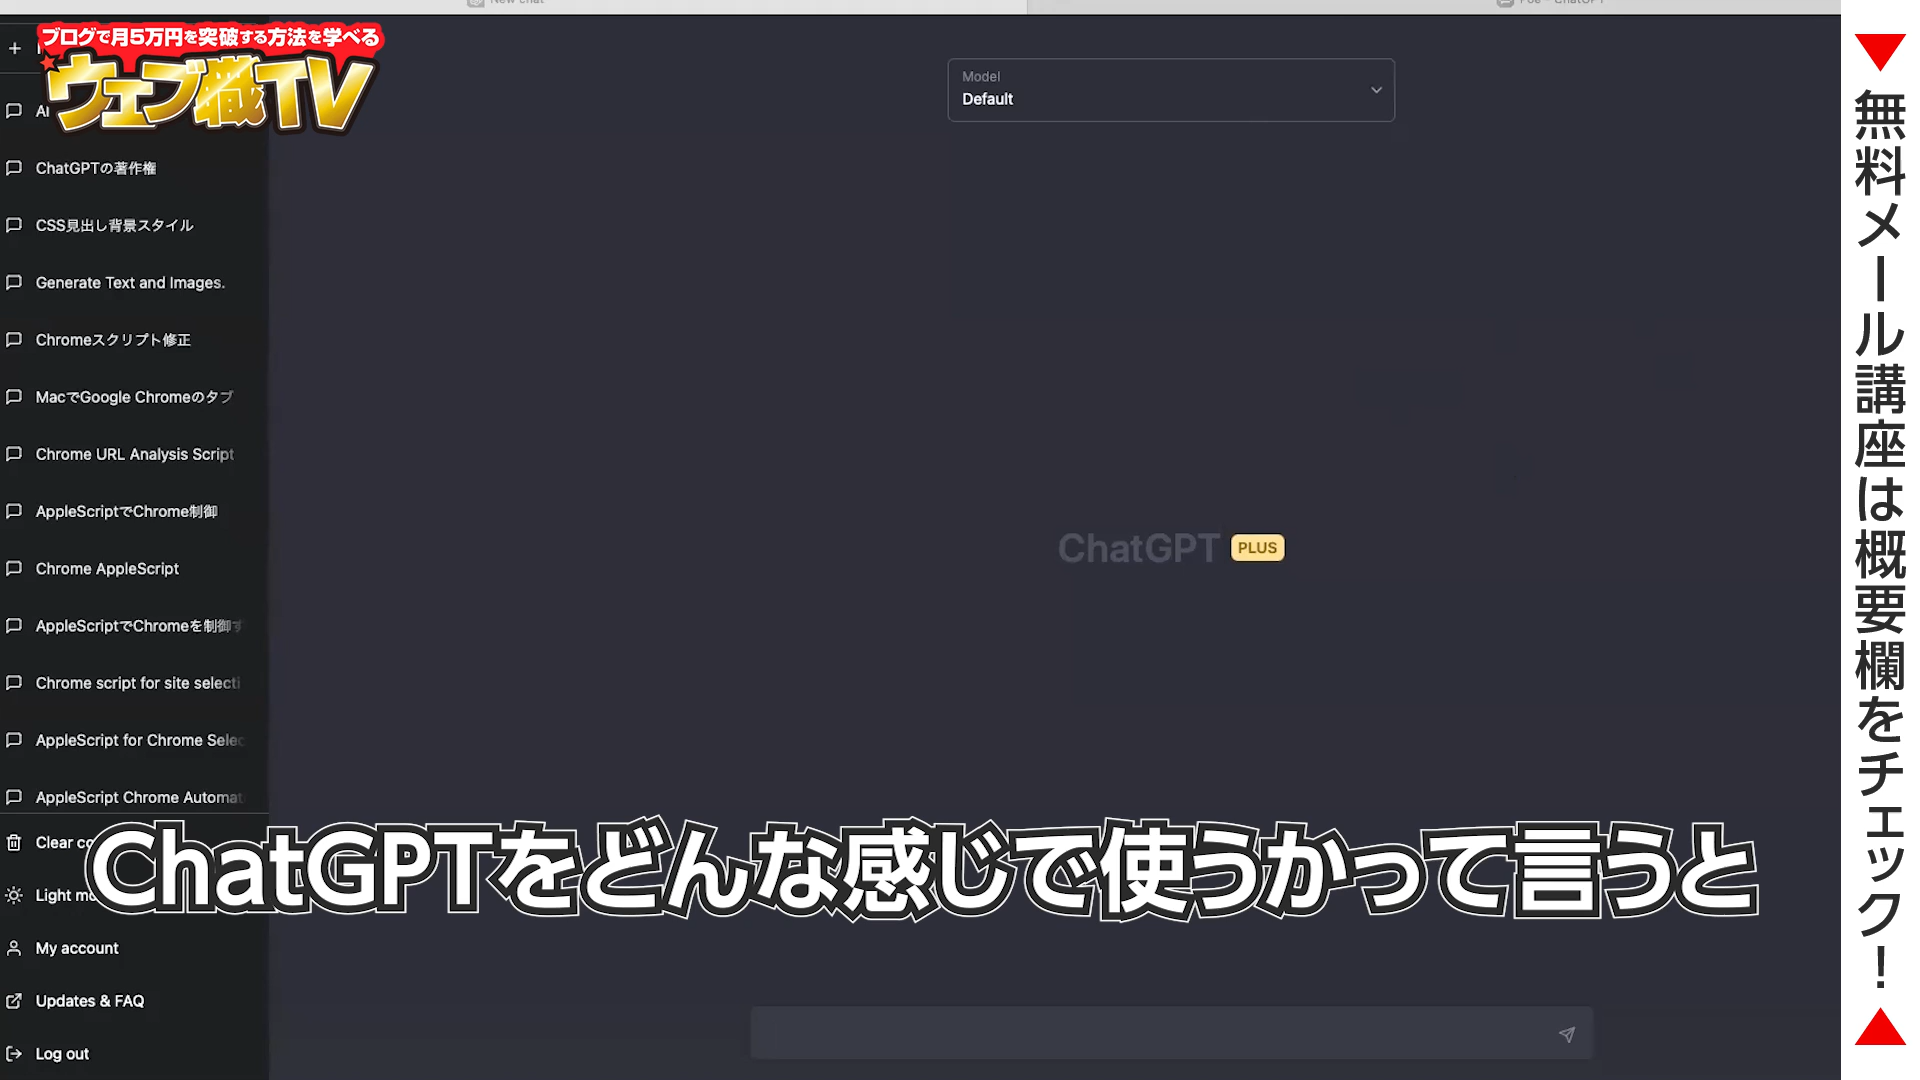 New chat
Poe - ChatGPT
ブログで月5万円を突破する方法を学べる
ウェブ職TV
Model
Default
ChatGPTの著作権
CSS見出し背景スタイル
Generate Text and Images.
Chromeスクリプト修正
MacでGoogle Chromeのタブ
Chrome URL Analysis Script
AppleScriptでChrome制御
Chrome AppleScript
AppleScriptでChromeを制御す
Chrome script for site selecti
AppleScript for Chrome Selec
AppleScript Chrome Automat
ChatGPT PLUS
Clear co
Light mo
ChatGPTをどんな感じで使うかって言うと
My account
Updates & FAQ
Log out
無料メール講座は概要欄をチェック!